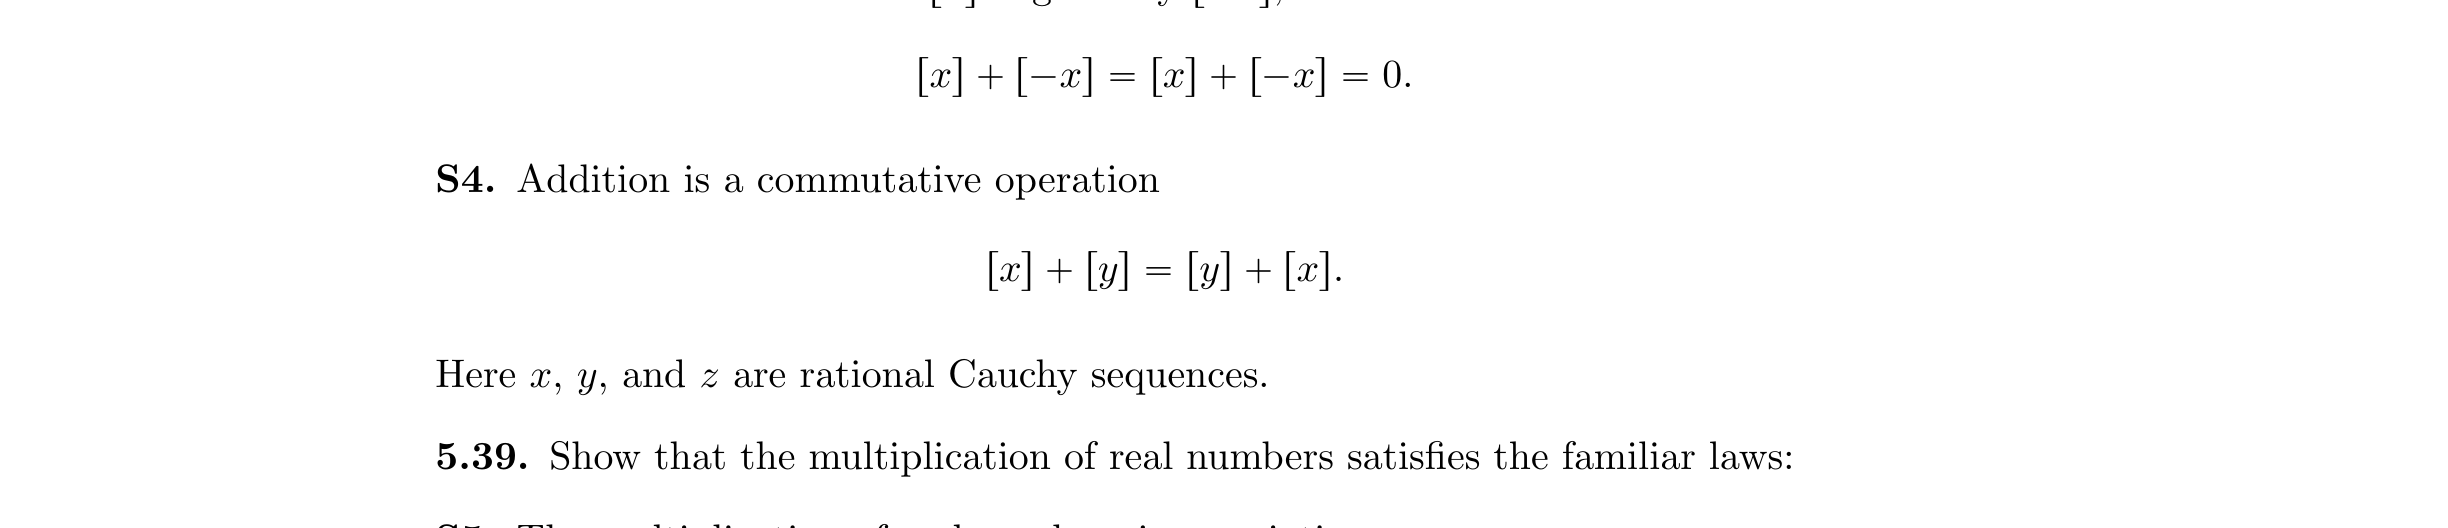 [x] + [−x] = [x] + [−x] = 0.
S4. Addition is a commutative operation
[x] + [y] = [y] + [x].
Here x, y, and z are rational Cauchy sequences.
5.39. Show that the multiplication of real numbers satisfies the familiar laws: